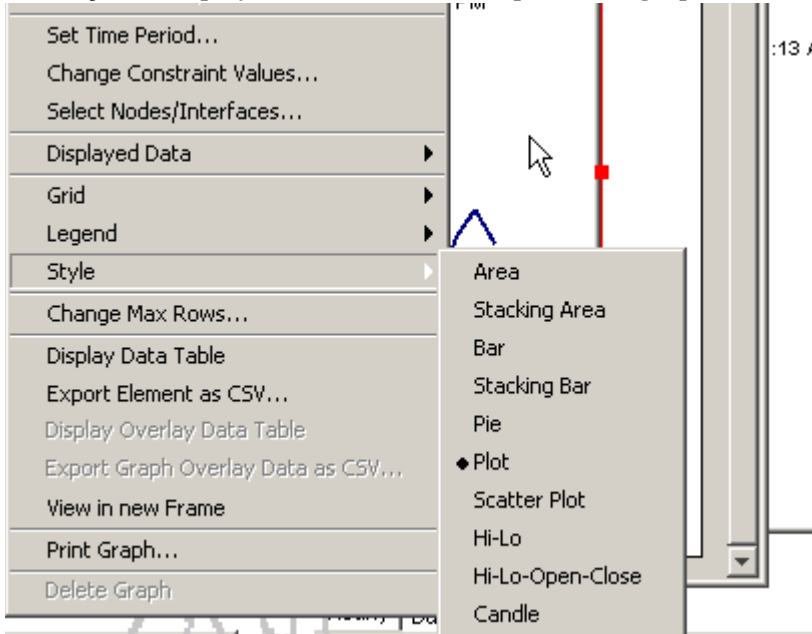 PM
Set Time Period...
:13 A
Change Constraint Values...
Select Nodes/Interfaces...
Displayed Data
Grid
Legend
Style
Area
Stacking Area
Change Max Rows...
Bar
Display Data Table
Stacking Bar
Export Element as CSV...
Pie
Display Overlay Data Table
Plot
Export Graph Overlay Data as CSV...
Scatter Plot
View in new Frame
Hi-Lo
Print Graph...
Hi-Lo-Open-Close
Delete Graph
Candle